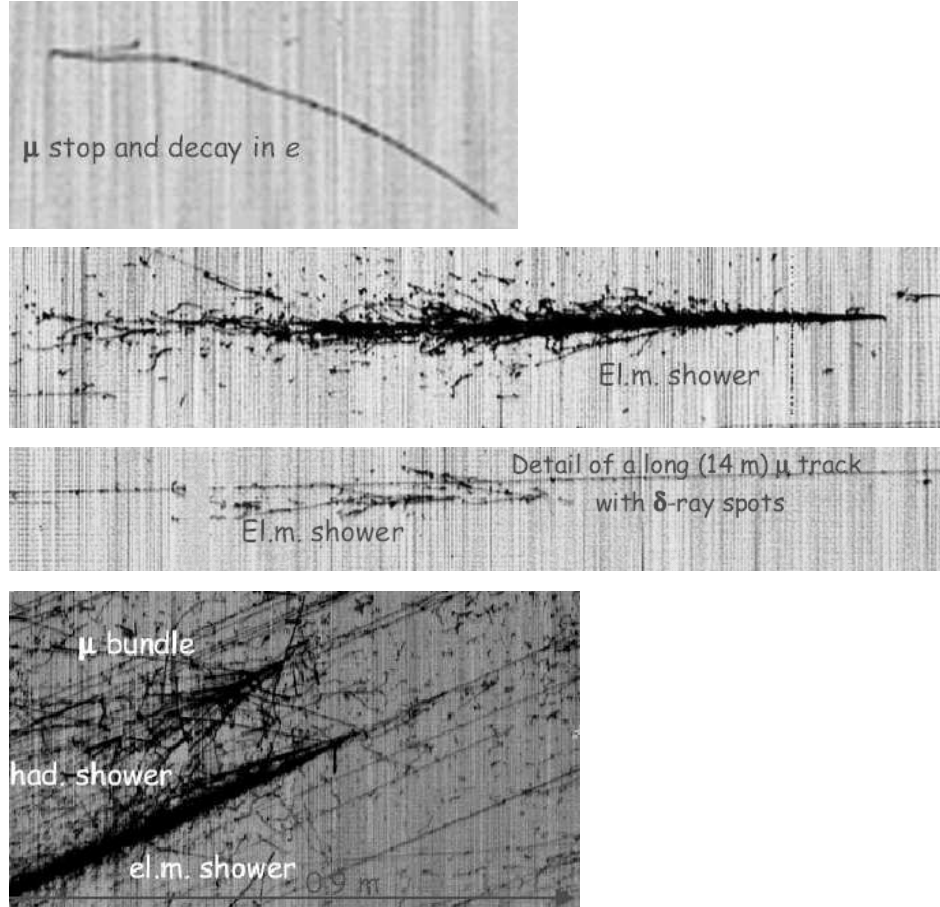 μ stop and decay in e
El.m. shower
Detail of a long (14 m) μ track
with δ-ray spots
El.m. shower
μ bundle
had. shower
el.m. shower
0.9 m